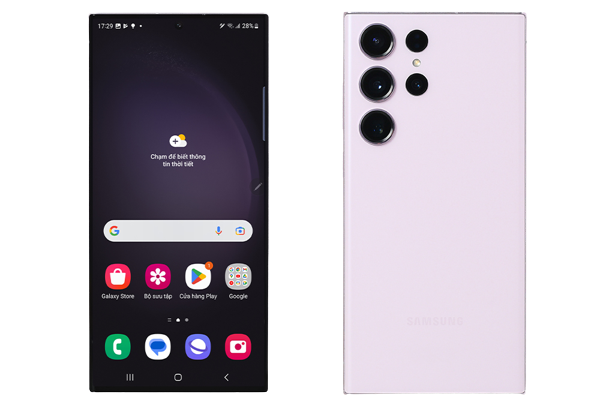 17:29
28%
Chạm để biết thông
tin thời tiết
Galaxy Store
Bộ sưu tập
Cửa hàng Play
Google
SAMSUNG